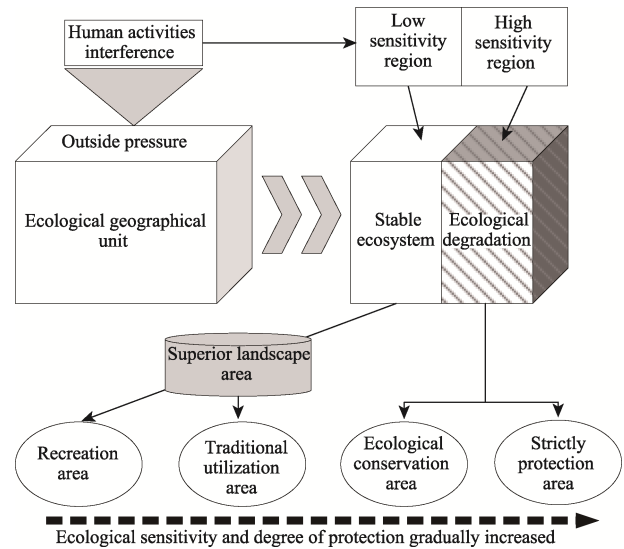 Human activities
interference
Low
sensitivity
region
High
sensitivity
region
Outside pressure
Ecological geographical
unit
Stable
ecosystem
Ecological
degradation
Superior landscape
area
Recreation
area
Traditional
utilization
area
Ecological
conservation
area
Strictly
protection
area
Ecological sensitivity and degree of protection gradually increased